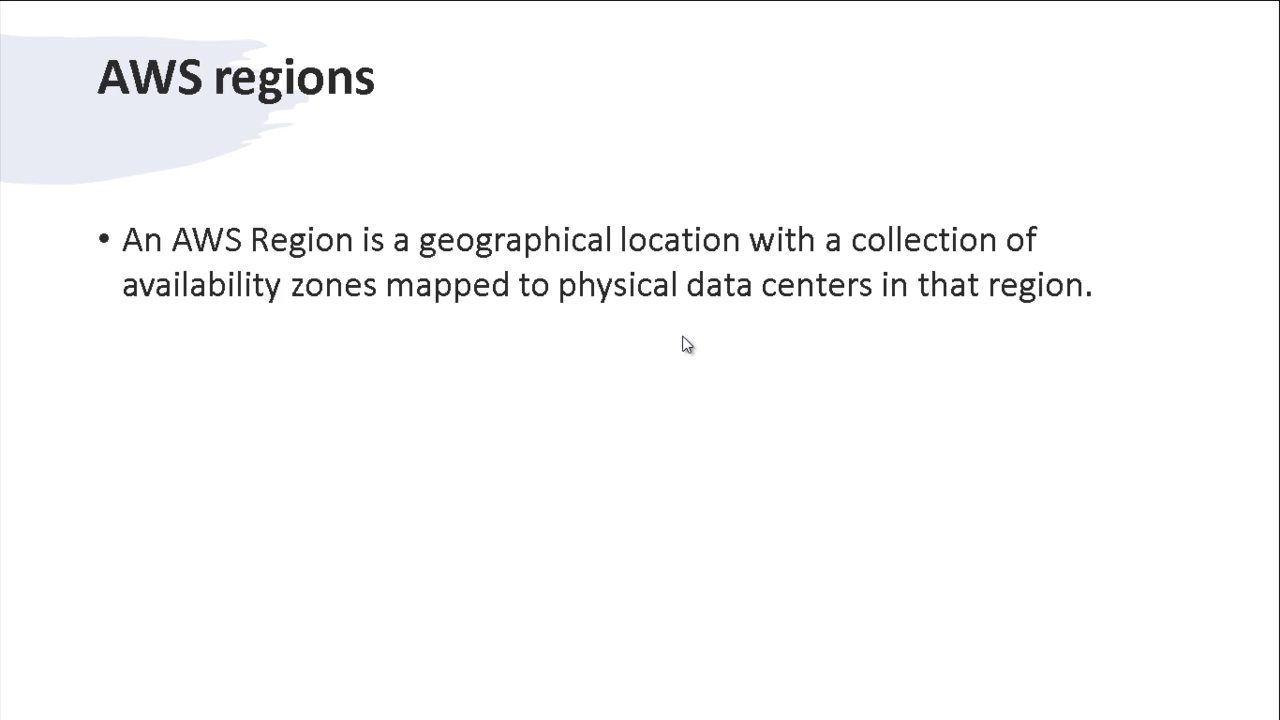 AWS regions
• An AWS Region is a geographical location with a collection of
availability zones mapped to physical data centers in that region.